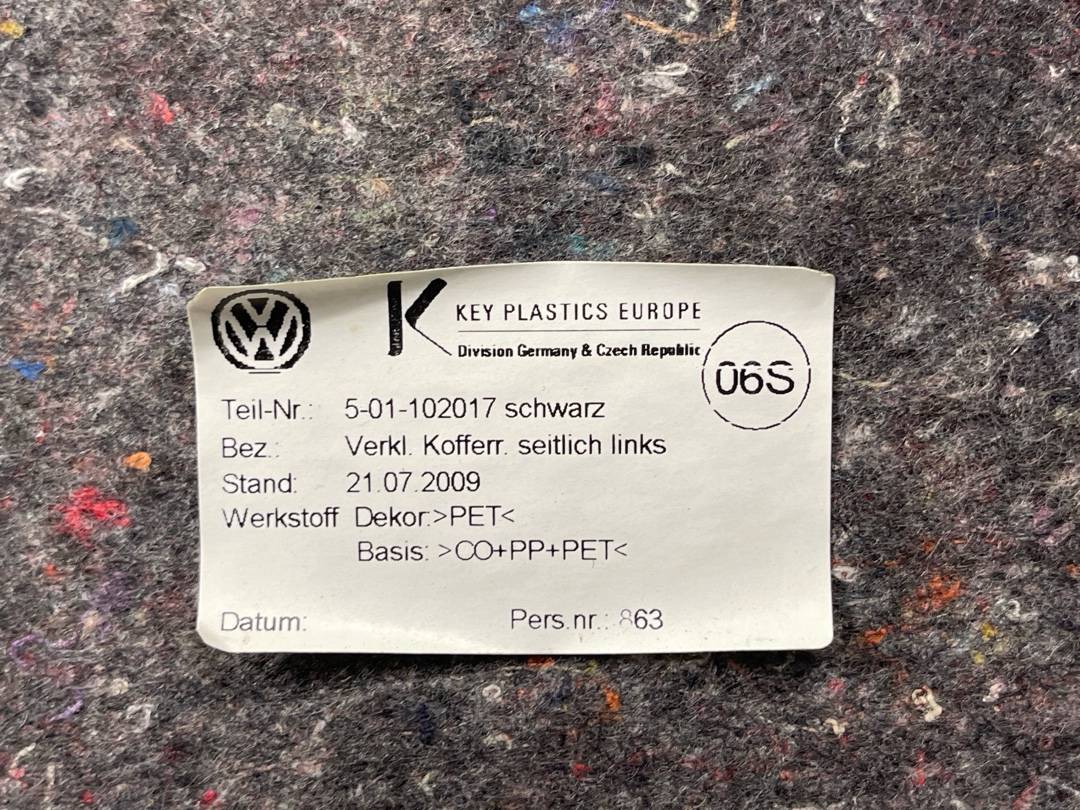 VW
K KEY PLASTICS EUROPE
Division Germany & Czech Republic
06S
Teil-Nr.: 5-01-102017 schwarz
Bez.: Verkl. Kofferr. seitlich links
Stand: 21.07.2009
Werkstoff Dekor:>PET<
Basis: >CO+PP+PET<
Datum: Pers.nr.: 863